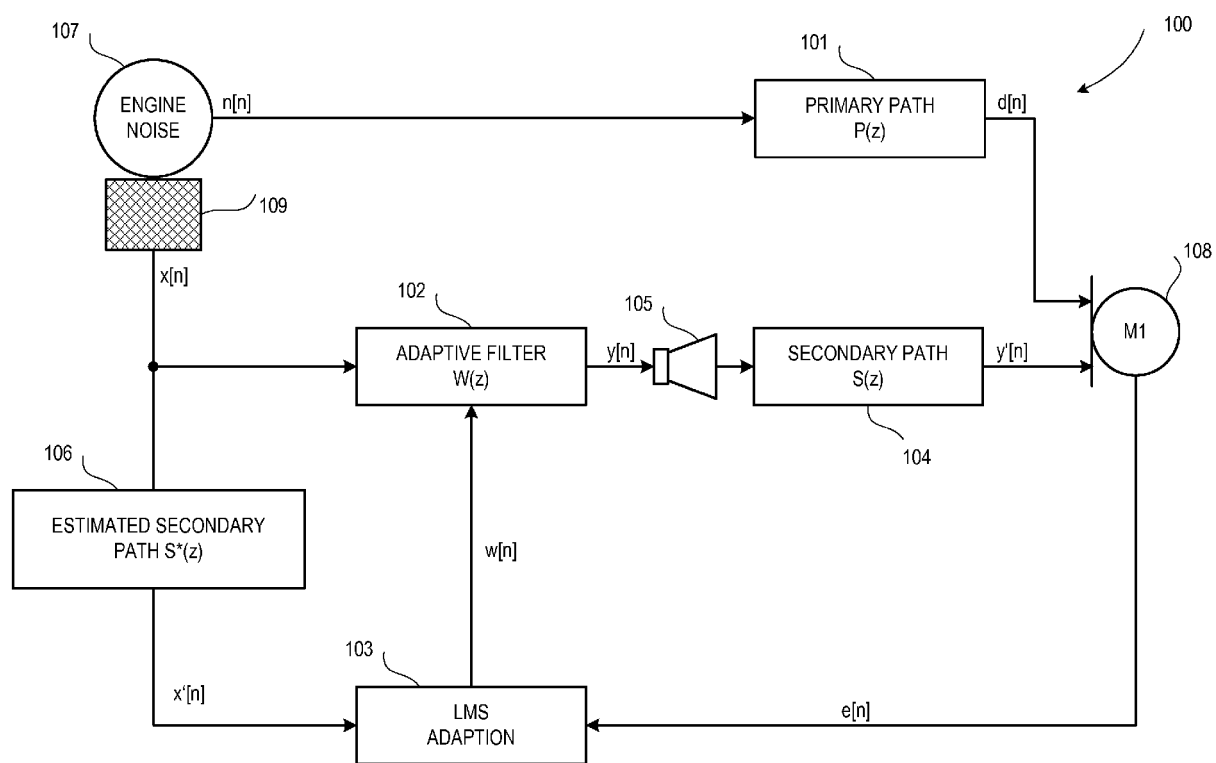 107
ENGINE
NOISE
n[n]
101
PRIMARY PATH
P(z)
d[n]
100
109
x[n]
102
ADAPTIVE FILTER
W(z)
y[n]
105
SECONDARY PATH
S(z)
104
y'[n]
108
M1
106
ESTIMATED SECONDARY
PATH S*(z)
w[n]
x'[n]
103
LMS
ADAPTION
e[n]